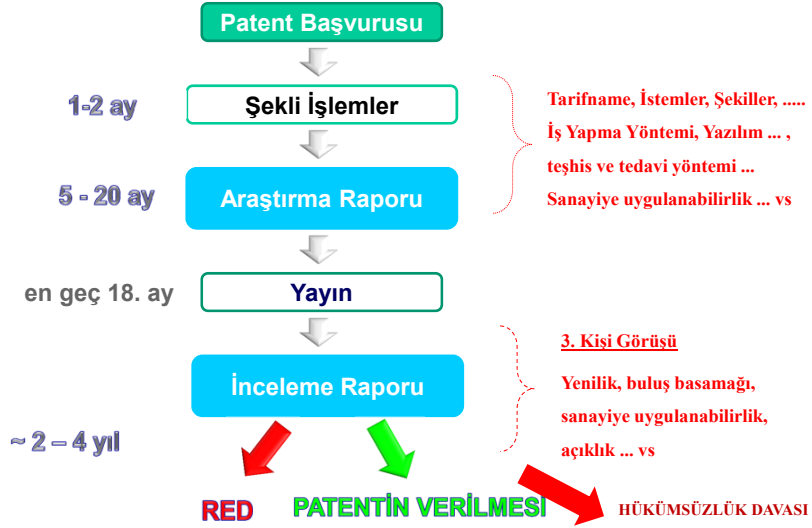 Patent Başvurusu
1-2 ay
Şekli İşlemler
Tarifname, İstemler, Şekiller, .....
İş Yapma Yöntemi, Yazılım ... ,
teşhis ve tedavi yöntemi ...
Sanayiye uygulanabilirlik ... vs
5 - 20 ay
Araştırma Raporu
en geç 18. ay
Yayın
3. Kişi Görüşü
Yenilik, buluş basamağı,
sanayiye uygulanabilirlik,
açıklık ... vs
İnceleme Raporu
~ 2 – 4 yıl
RED
PATENTİN VERİLMESİ
HÜKÜMSÜZLÜK DAVASI